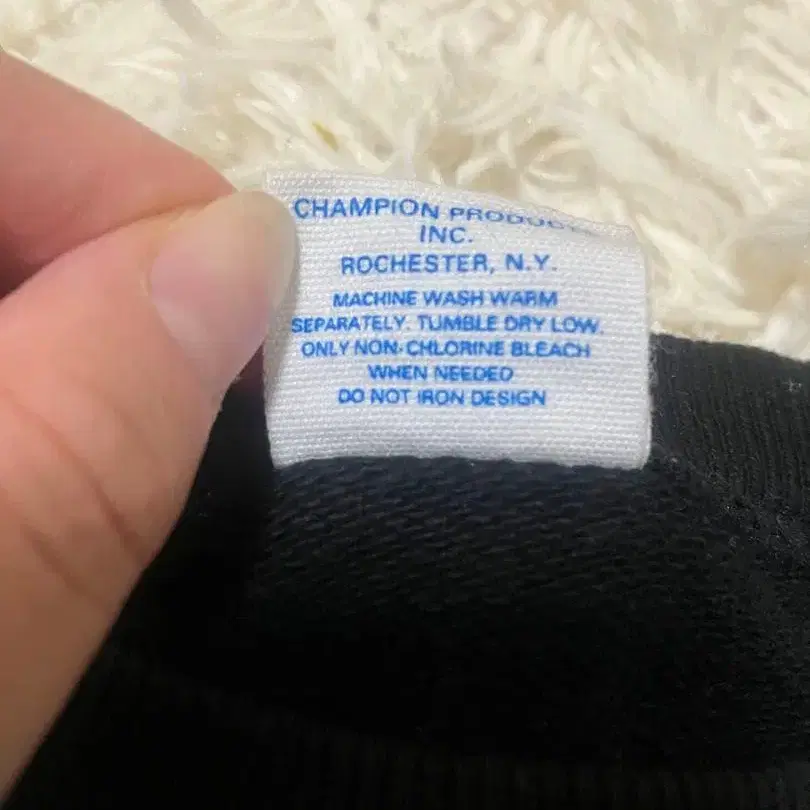 CHAMPION PRODUCTS
INC.
ROCHESTER, N.Y.
MACHINE WASH WARM
SEPARATELY. TUMBLE DRY LOW.
ONLY NON-CHLORINE BLEACH
WHEN NEEDED
DO NOT IRON DESIGN